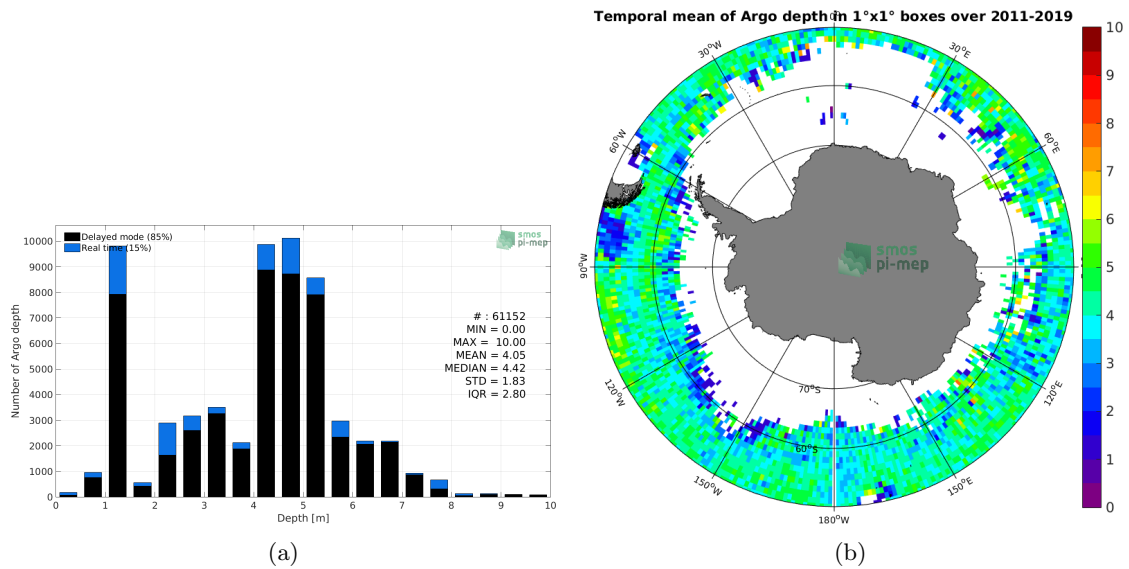 Delayed mode (85%)
Real time (15%)
smos
pi-mep
# : 61152
MIN = 0.00
MAX = 10.00
MEAN = 4.05
MEDIAN = 4.42
STD = 1.83
IQR = 2.80
Number of Argo depth
10000
9000
8000
7000
6000
5000
4000
3000
2000
1000
0
0 1 2 3 4 5 6 7 8 9 10
Depth [m]
(a)
Temporal mean of Argo depth in 1°x1° boxes over 2011-2019
0°
30°W
30°E
60°W
60°E
90°W
120°W
120°E
150°W
150°E
180°W
70°S
60°S
smos
pi-mep
10
9
8
7
6
5
4
3
2
1
0
(b)